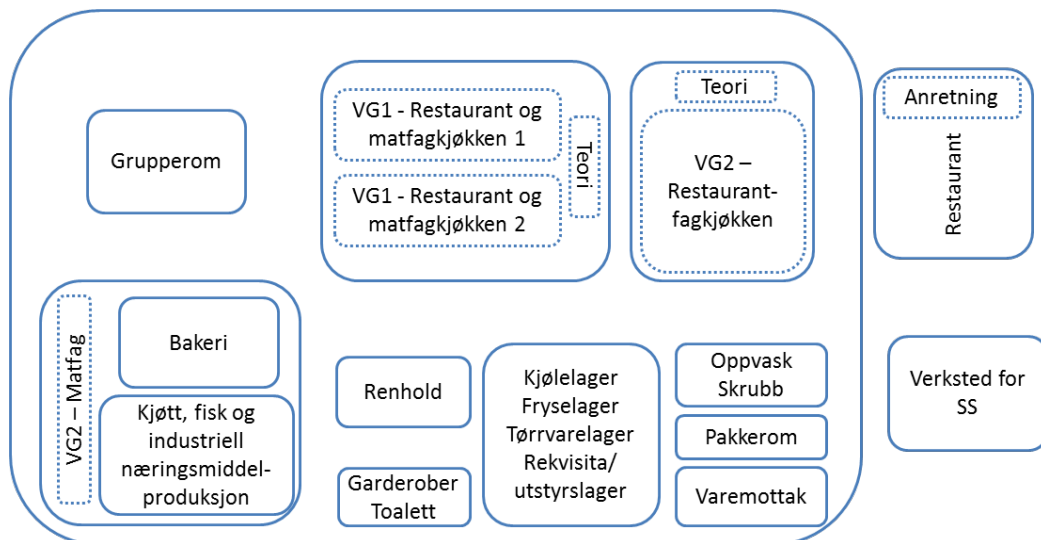 Grupperom
VG1 - Restaurant og
matfagkjøkken 1
VG1 - Restaurant og
matfagkjøkken 2
Teori
Teori
VG2 –
Restaurant-
fagkjøkken
Anretning
Restaurant
VG2 – Matfag
Bakeri
Kjøtt, fisk og
industriell
næringsmiddel-
produksjon
Renhold
Garderober
Toalett
Kjølelager
Fryselager
Tørrvarelager
Rekvisita/
utstyrslager
Oppvask
Skrubb
Pakkerom
Varemottak
Verksted for
SS